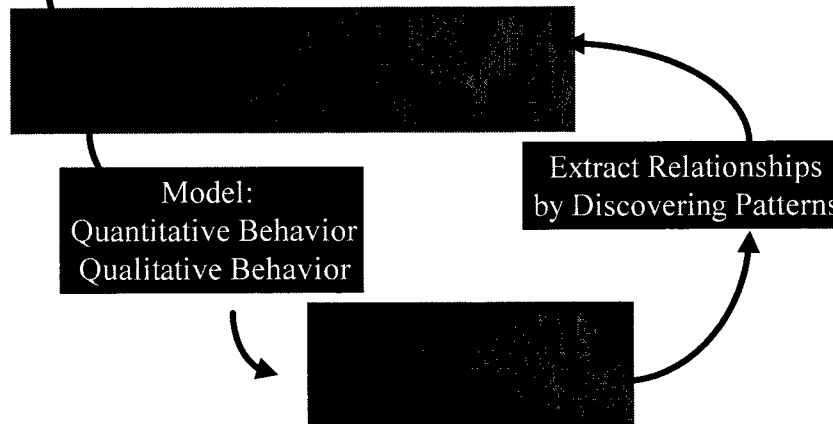 Model:
Quantitative Behavior
Qualitative Behavior
Extract Relationships
by Discovering Patterns